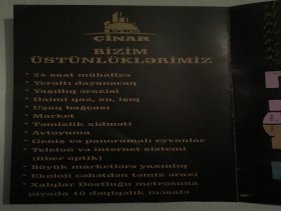 ÇİNAR
BİZİM
ÜSTÜNLÜKLƏRİMİZ
- 24 saat mühafizə
- Yeraltı dayanacaq
- Yaşıllıq ərazisi
- Daimi qaz, su, işıq
- Uşaq bağçası
- Market
- Təmizlik xidməti
- Avtoyuma
- Geniş və panoramalı eyvanlar
- Telefon və internet sistemi
(fiber optik)
- Böyük marketlərə yaxınlıq
- Ekoloji cəhətdən təmiz ərazi
- Xalqlar Dostluğu metrosuna
piyada 10 dəqiqəlik məsafə